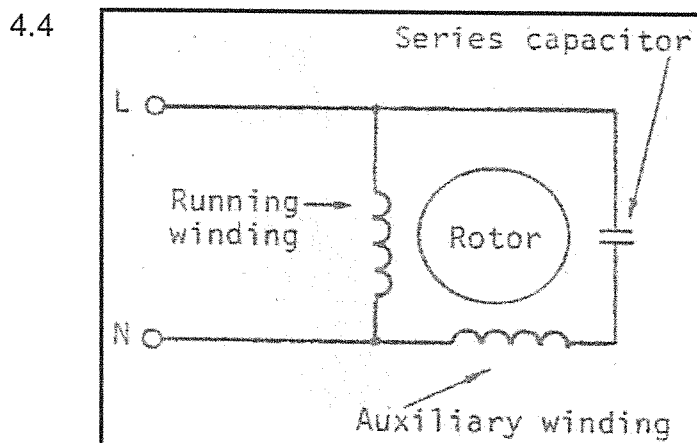 4.4
Series capacitor
L
Running
winding
Rotor
N
Auxiliary winding